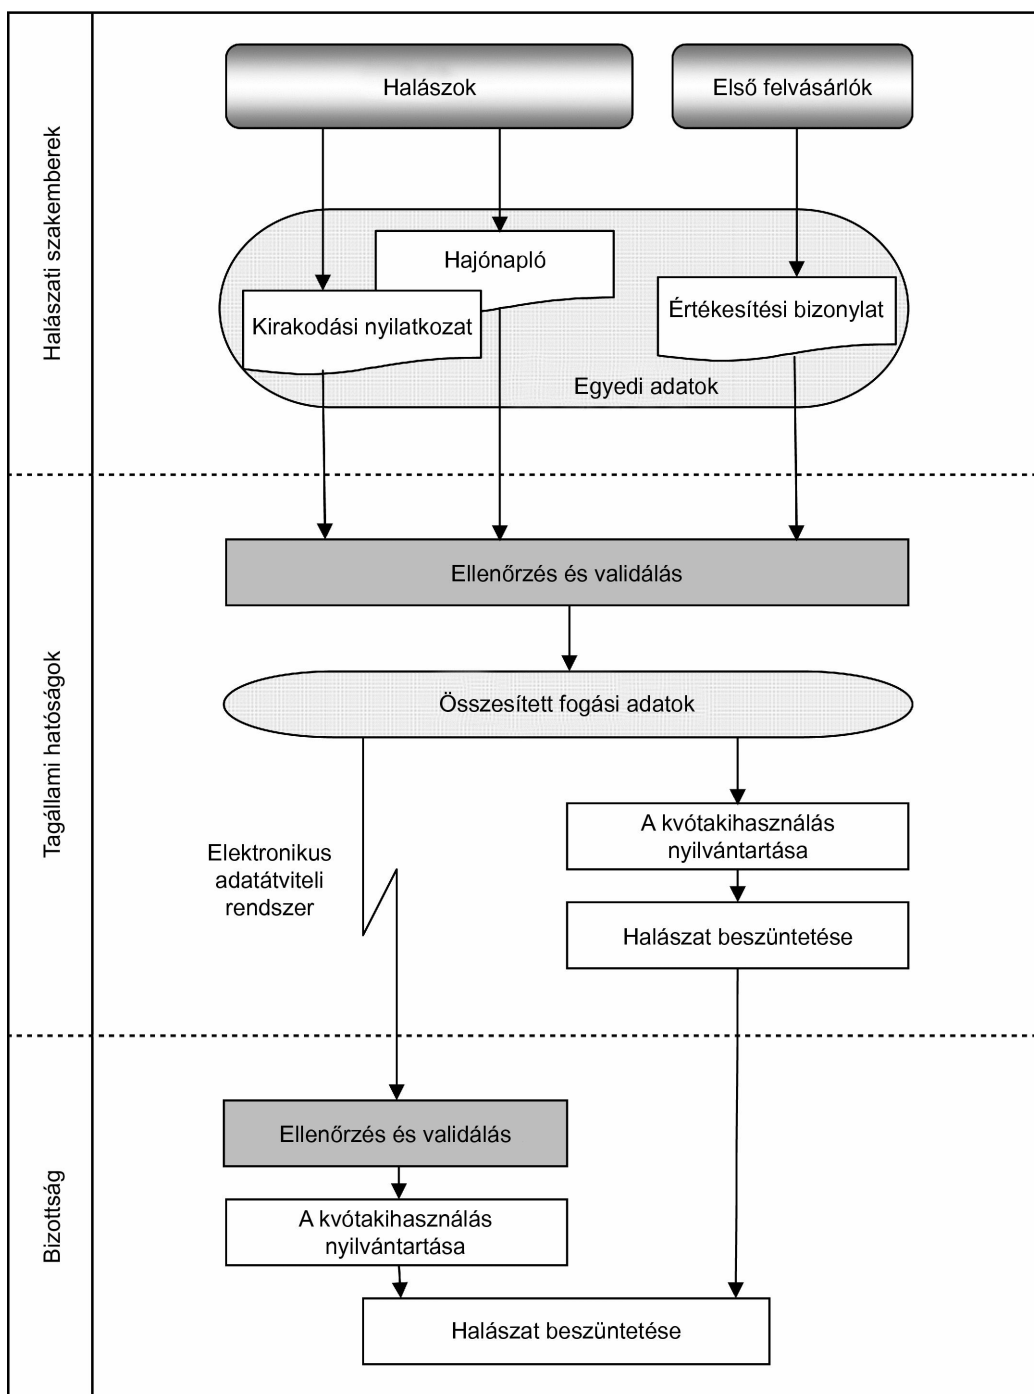 Halászati szakemberek
Halászok
Első felvásárlók
Hajónapló
Kirakodási nyilatkozat
Értékesítési bizonylat
Egyedi adatok
Tagállami hatóságok
Ellenőrzés és validálás
Összesített fogási adatok
Elektronikus
adatátviteli
rendszer
A kvótakihasználás
nyilvántartása
Halászat beszüntetése
Bizottság
Ellenőrzés és validálás
A kvótakihasználás
nyilvántartása
Halászat beszüntetése